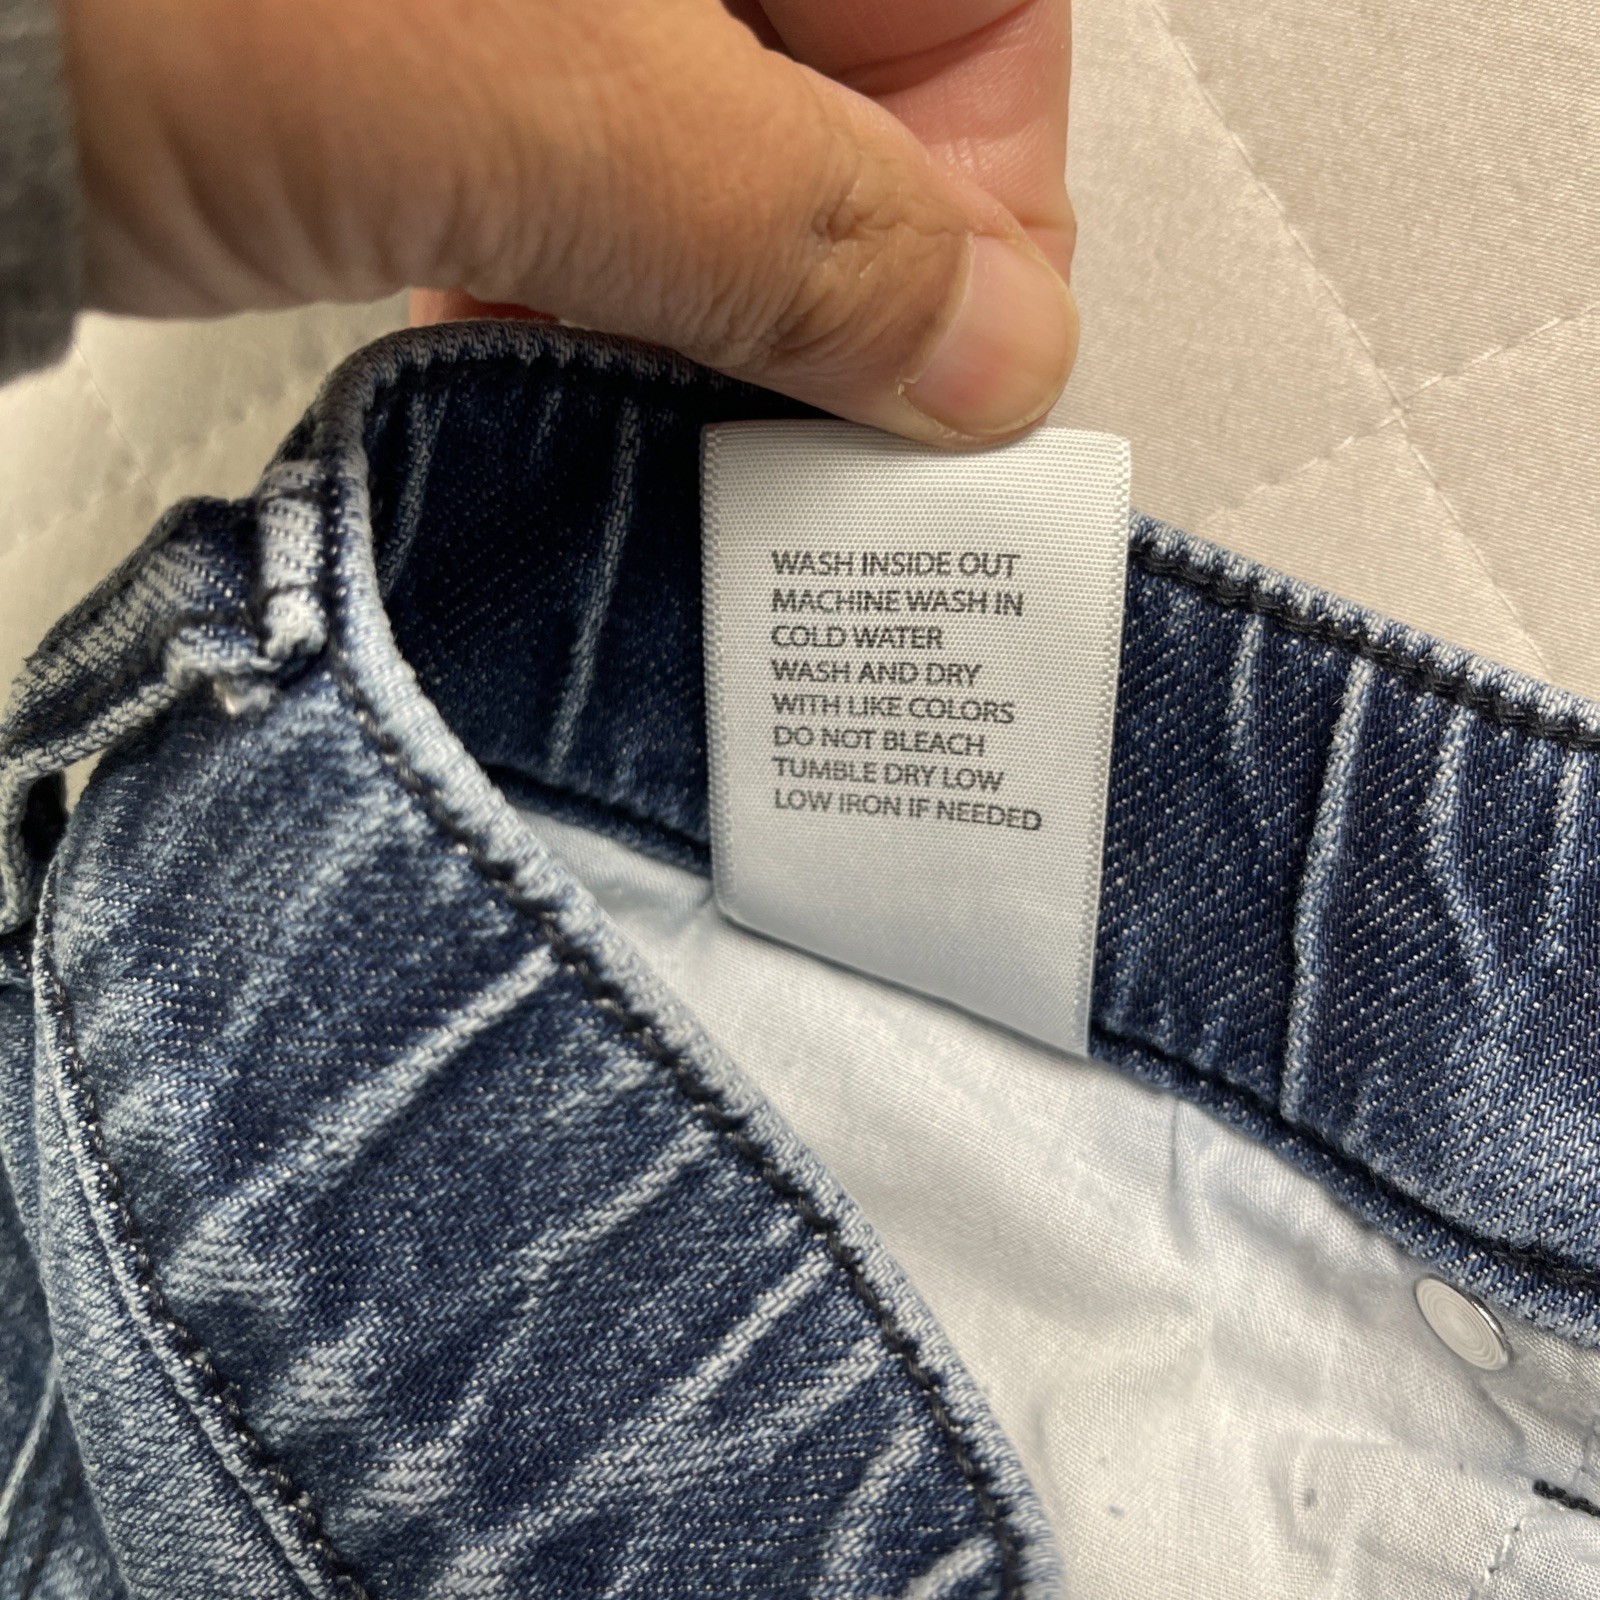 WASH INSIDE OUT
MACHINE WASH IN
COLD WATER
WASH AND DRY
WITH LIKE COLORS
DO NOT BLEACH
TUMBLE DRY LOW
LOW IRON IF NEEDED